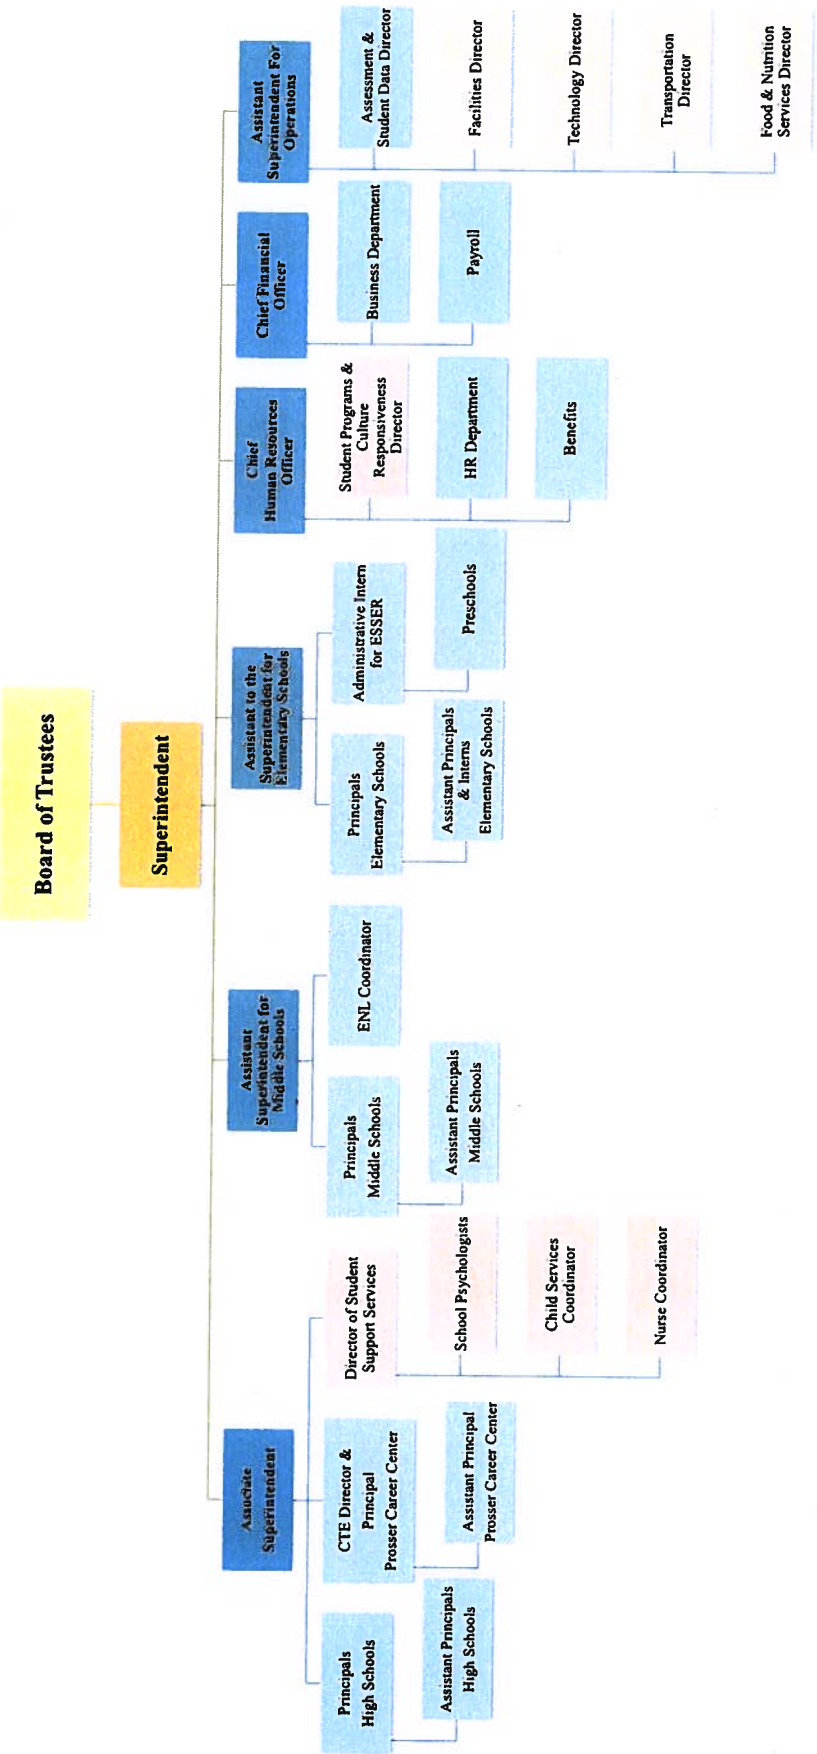 Board of Trustees
Superintendent
Associate
Superintendent
Principals
High Schools
Assistant Principals
High Schools
CTE Director &
Principal
Prosser Career Center
Assistant Principal
Prosser Career Center
Director of Student
Support Services
School Psychologists
Child Services
Coordinator
Nurse Coordinator
Assistant
Superintendent for
Middle Schools
Principals
Middle Schools
Assistant Principals
Middle Schools
ENL Coordinator
Assistant to the
Superintendent for
Elementary Schools
Principals
Elementary Schools
Assistant Principals
& Interns
Elementary Schools
Administrative Intern
for ESSER
Preschools
Chief
Human Resources
Officer
Student Programs &
Culture
Responsiveness
Director
HR Department
Benefits
Chief Financial
Officer
Business Department
Payroll
Assistant
Superintendent For
Operations
Assessment &
Student Data Director
Facilities Director
Technology Director
Transportation
Director
Food & Nutrition
Services Director